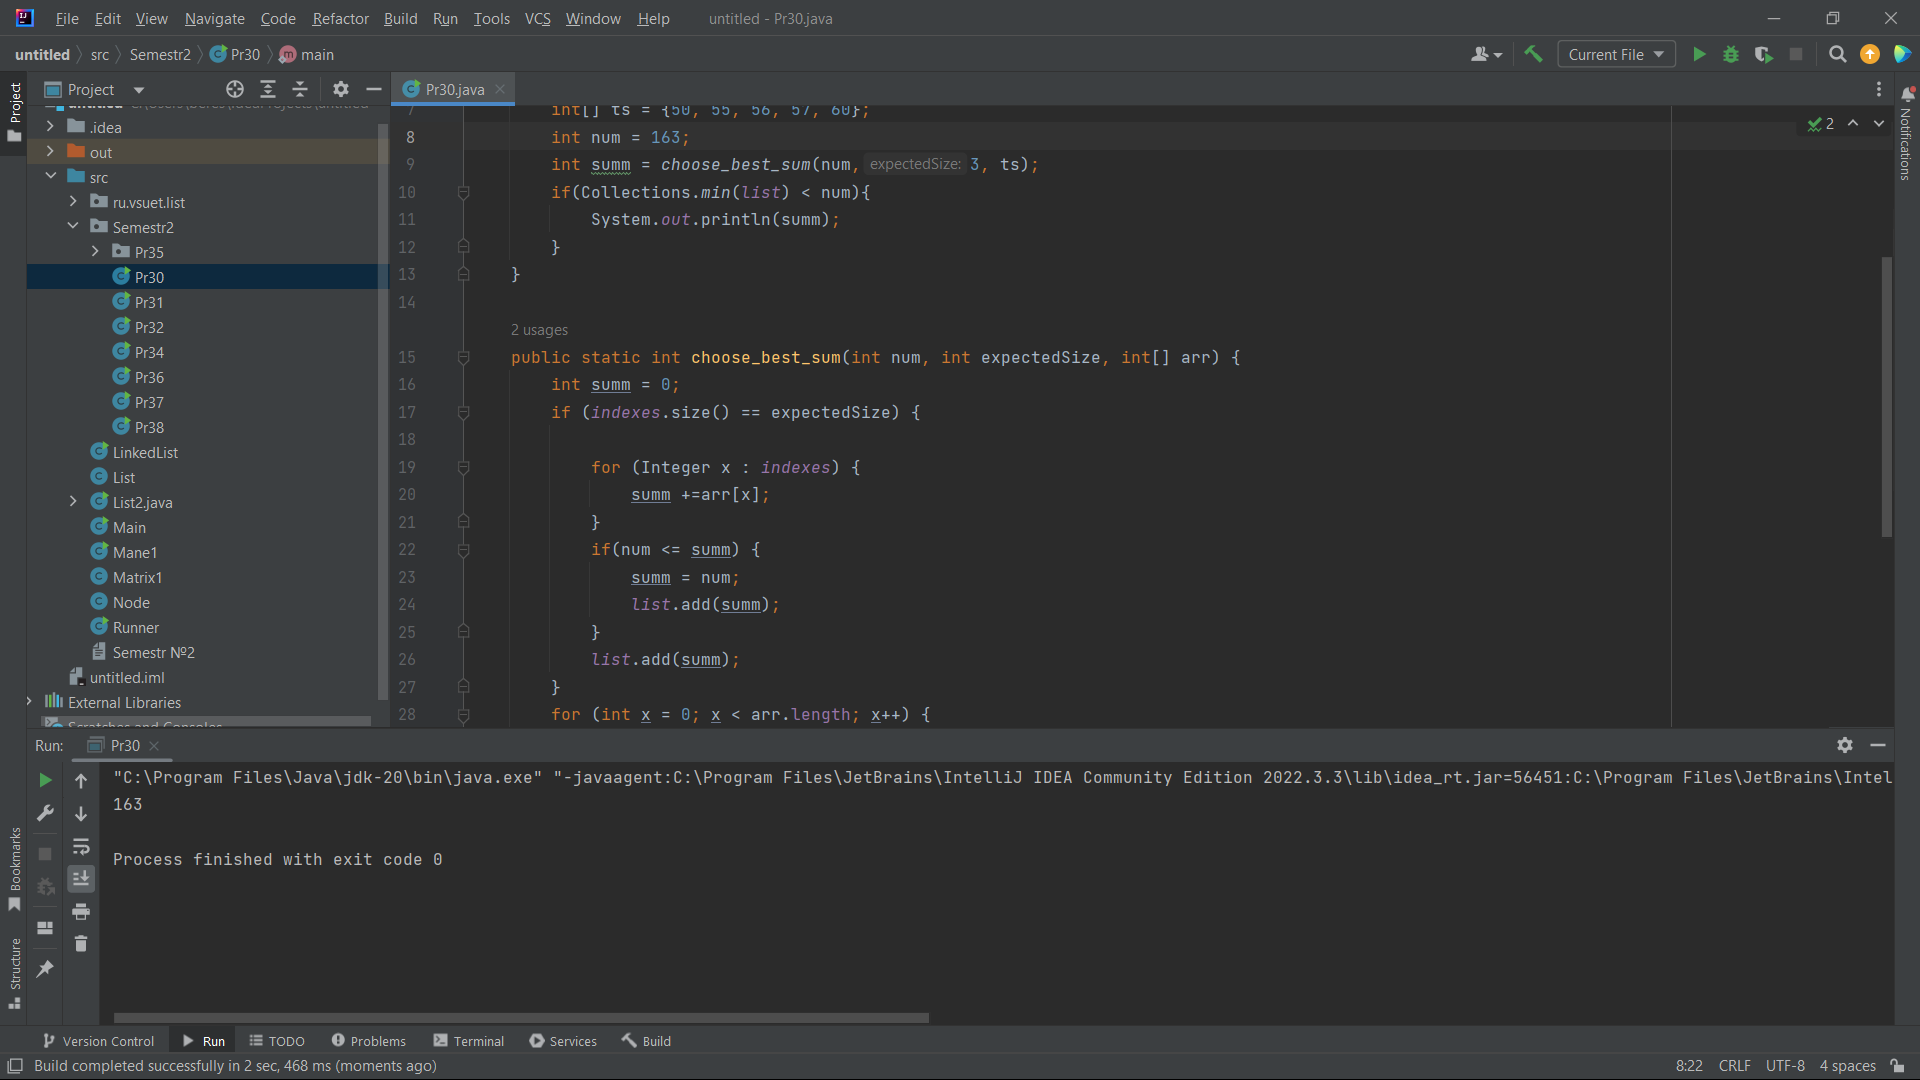 File Edit View Navigate Code Refactor Build Run Tools VCS Window Help untitled - Pr30.java
untitled src Semestr2 Pr30 main Current File
Project
Project
Pr30.java
Notifications
.idea
out
src
ru.vsuet.list
Semestr2
Pr35
Pr30
Pr31
Pr32
Pr34
Pr36
Pr37
Pr38
LinkedList
List
List2.java
Main
Mane1
Matrix1
Node
Runner
Semestr №2
untitled.iml
External Libraries
Scratches and Consoles
7 int[] ts = {50, 55, 56, 57, 60};
8 int num = 163;
9 int summ = choose_best_sum(num, expectedSize: 3, ts);
10 if(Collections.min(list) < num){
11 System.out.println(summ);
12 }
13 }
14
2 usages
15 public static int choose_best_sum(int num, int expectedSize, int[] arr) {
16 int summ = 0;
17 if (indexes.size() == expectedSize) {
18
19 for (Integer x : indexes) {
20 summ +=arr[x];
21 }
22 if(num <= summ) {
23 summ = num;
24 list.add(summ);
25 }
26 list.add(summ);
27 }
28 for (int x = 0; x < arr.length; x++) {
2
Run: Pr30
"C:\Program Files\Java\jdk-20\bin\java.exe" "-javaagent:C:\Program Files\JetBrains\IntelliJ IDEA Community Edition 2022.3.3\lib\idea_rt.jar=56451:C:\Program Files\JetBrains\Intel
163
Process finished with exit code 0
Bookmarks
Structure
Version Control Run TODO Problems Terminal Services Build
Build completed successfully in 2 sec, 468 ms (moments ago) 8:22 CRLF UTF-8 4 spaces